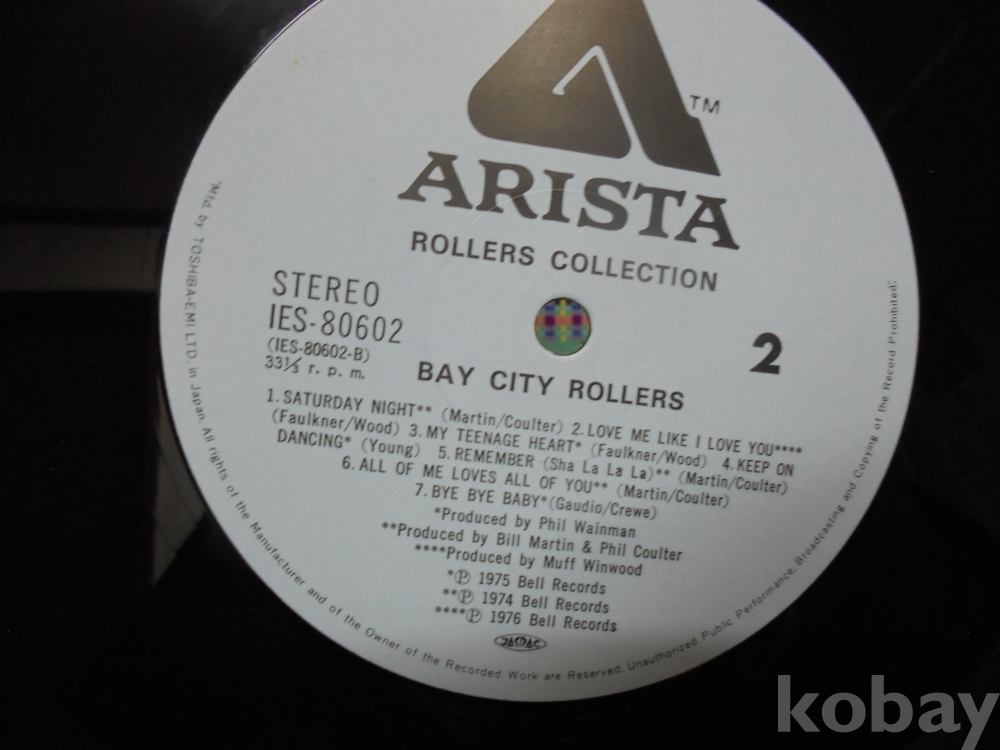 TM
ARISTA
ROLLERS COLLECTION
STEREO
IES-80602
(IES-80602-B)
33⅓ r. p. m.
2
BAY CITY ROLLERS
1. SATURDAY NIGHT** (Martin/Coulter) 2. LOVE ME LIKE I LOVE YOU****
(Faulkner/Wood) 3. MY TEENAGE HEART* (Faulkner/Wood) 4. KEEP ON
DANCING* (Young) 5. REMEMBER (Sha La La La)** (Martin/Coulter)
6. ALL OF ME LOVES ALL OF YOU** (Martin/Coulter)
7. BYE BYE BABY*(Gaudio/Crewe)
*Produced by Phil Wainman
**Produced by Bill Martin & Phil Coulter
****Produced by Muff Winwood
*Ⓟ 1975 Bell Records
**Ⓟ 1974 Bell Records
****Ⓟ 1976 Bell Records
JASRAC
"Mfd. by TOSHIBA-EMI LTD. in Japan. All rights of the Manufacturer and of the Owner of the Recorded Work are Reserved. Unauthorized Public Performance, Broadcasting and Copying of the Record Prohibited."
kobay